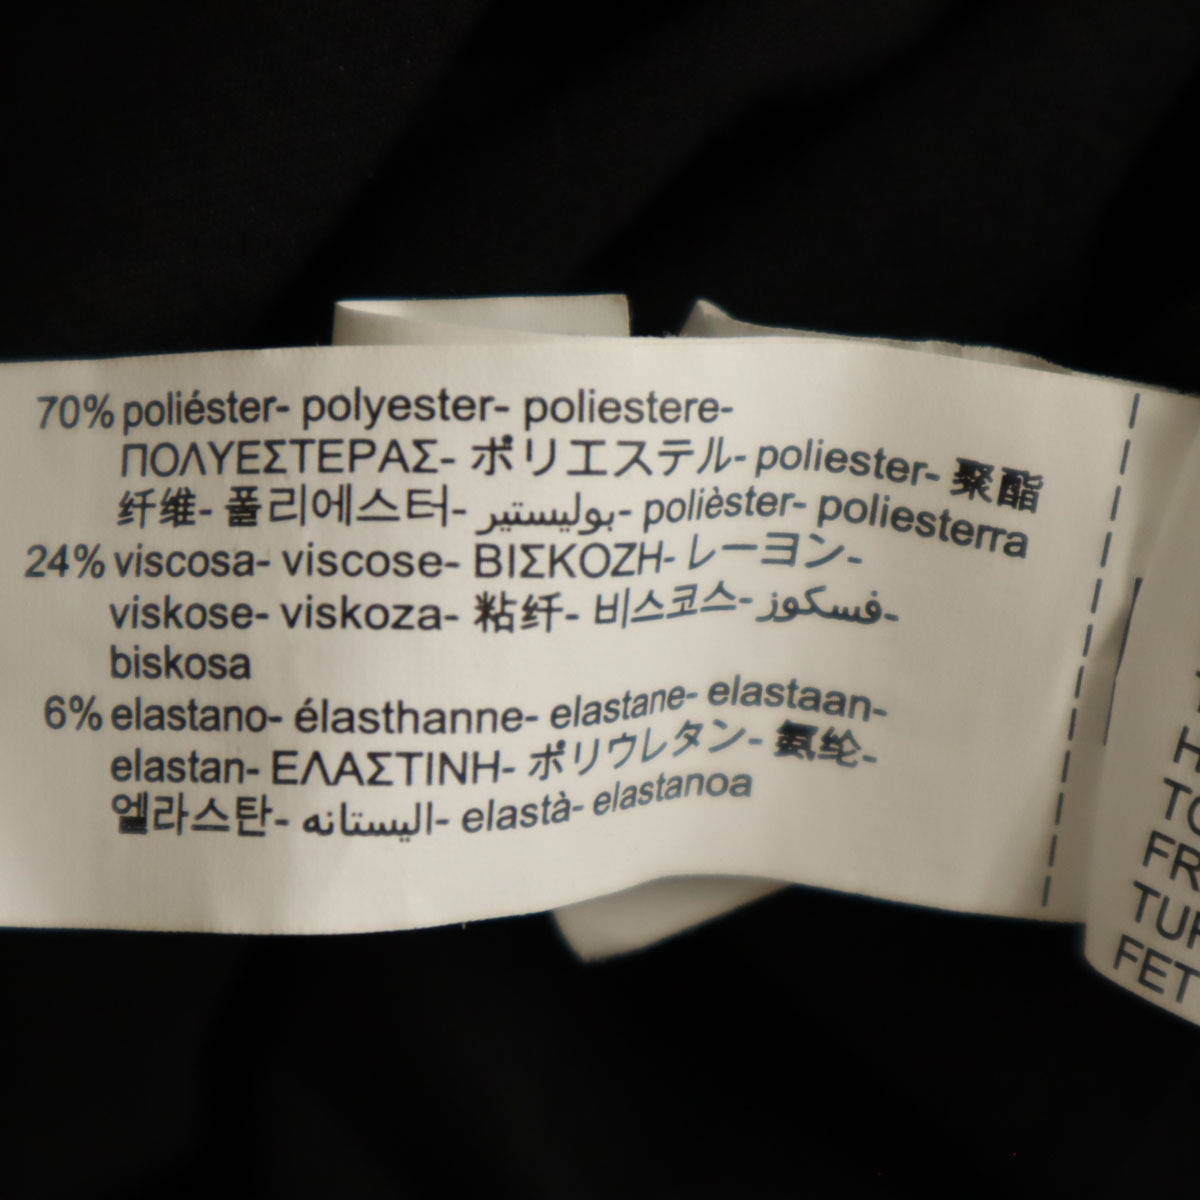 70% poliéster- polyester- poliestere-
ΠΟΛΥΕΣΤΕΡΑΣ- ポリエステル- poliester- 聚酯
纤维- 폴리에스터- بوليستير- polièster- poliesterra
24% viscosa- viscose- ΒΙΣΚΟΖΗ- レーヨン-
viskose- viskoza- 粘纤- 비스코스- فسكوز-
biskosa
6% elastano- élasthanne- elastane- elastaan-
elastan- ΕΛΑΣΤΙΝΗ- ポリウレタン- 氨纶-
엘라스탄- اليستانه- elastà- elastanoa
FET